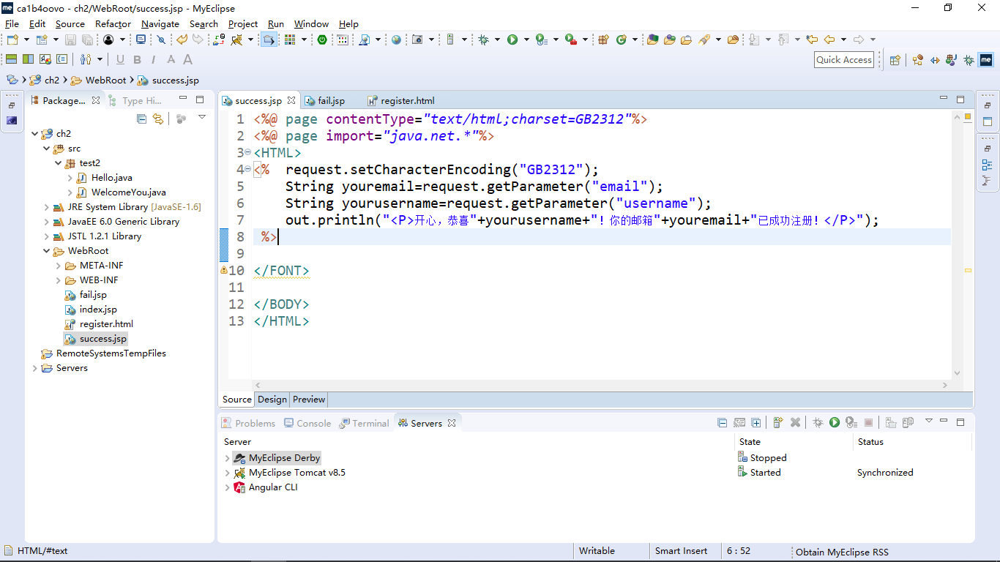 ca1b4oovo - ch2/WebRoot/success.jsp - MyEclipse
File Edit Source Refactor Navigate Search Project Run Window Help
U B I A A
Quick Access
ch2 WebRoot success.jsp
Package... Type Hi...
success.jsp fail.jsp register.html
ch2
src
test2
Hello.java
WelcomeYou.java
JRE System Library [JavaSE-1.6]
JavaEE 6.0 Generic Library
JSTL 1.2.1 Library
WebRoot
META-INF
WEB-INF
fail.jsp
index.jsp
register.html
success.jsp
RemoteSystemsTempFiles
Servers
1 <%@ page contentType="text/html;charset=GB2312"%>
2 <%@ page import="java.net.*"%>
3 <HTML>
4 <%  request.setCharacterEncoding("GB2312");
5     String youremail=request.getParameter("email");
6     String yourusername=request.getParameter("username");
7     out.println("<P>开心，恭喜"+yourusername+"！你的邮箱"+youremail+"已成功注册！</P>");
8  %>
9
10 </FONT>
11
12 </BODY>
13 </HTML>
Source Design Preview
Problems Console Terminal Servers
Server State Status
MyEclipse Derby Stopped
MyEclipse Tomcat v8.5 Started Synchronized
Angular CLI
HTML/#text Writable Smart Insert 6 : 52 Obtain MyEclipse RSS